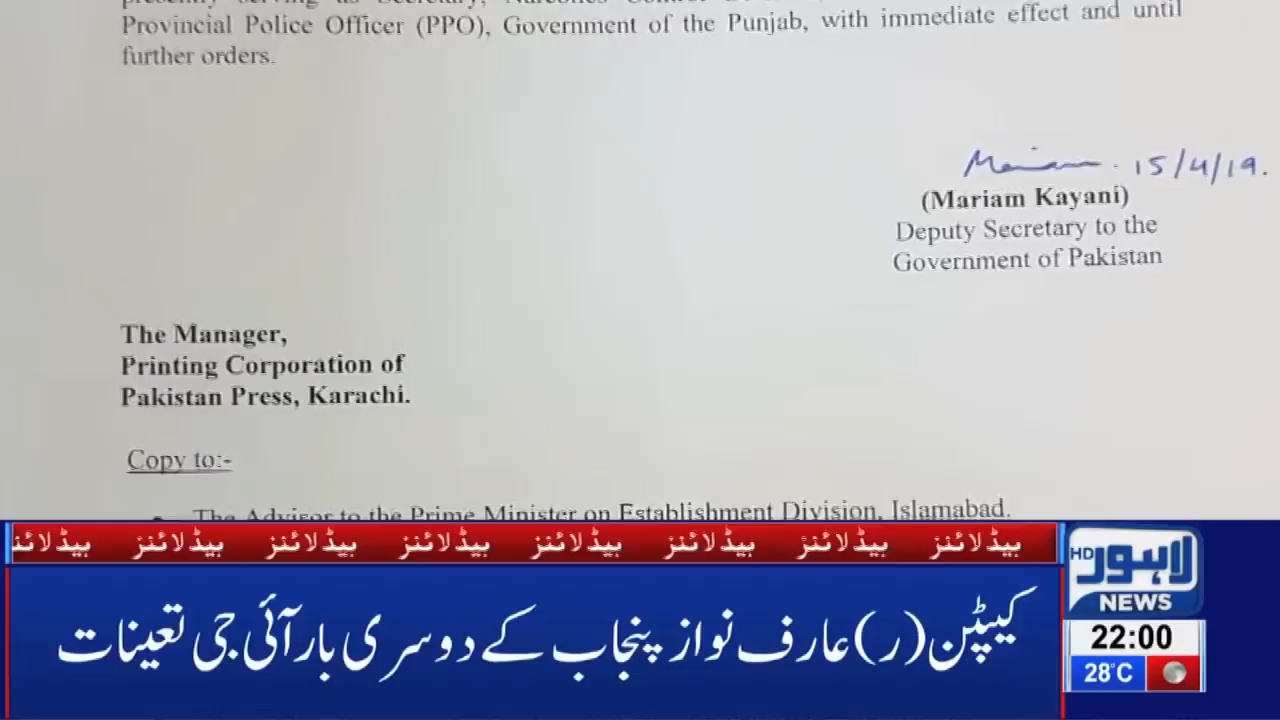 Provincial Police Officer (PPO), Government of the Punjab, with immediate effect and until
further orders.
15/4/19.
(Mariam Kayani)
Deputy Secretary to the
Government of Pakistan
The Manager,
Printing Corporation of
Pakistan Press, Karachi.
Copy to:-
The Advisor to the Prime Minister on Establishment Division, Islamabad.
ہیڈلائنز ہیڈلائنز ہیڈلائنز ہیڈلائنز ہیڈلائنز ہیڈلائنز ہیڈلائنز
کیپٹن (ر) عارف نواز پنجاب کے دوسری بار آئی جی تعینات
HD لاہور
NEWS
22:00
28°C